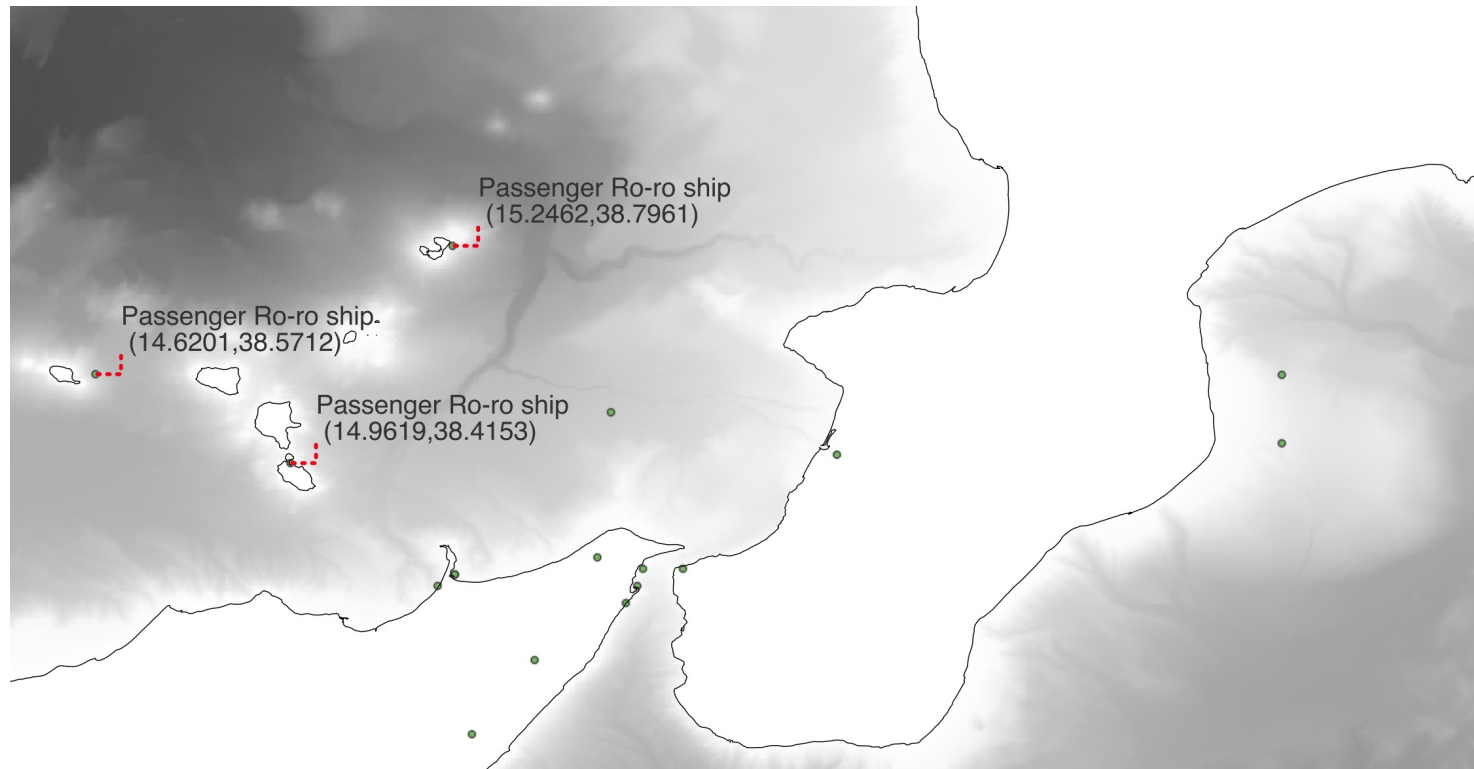 Passenger Ro-ro ship
(15.2462,38.7961)
Passenger Ro-ro ship
(14.6201,38.5712)
Passenger Ro-ro ship
(14.9619,38.4153)